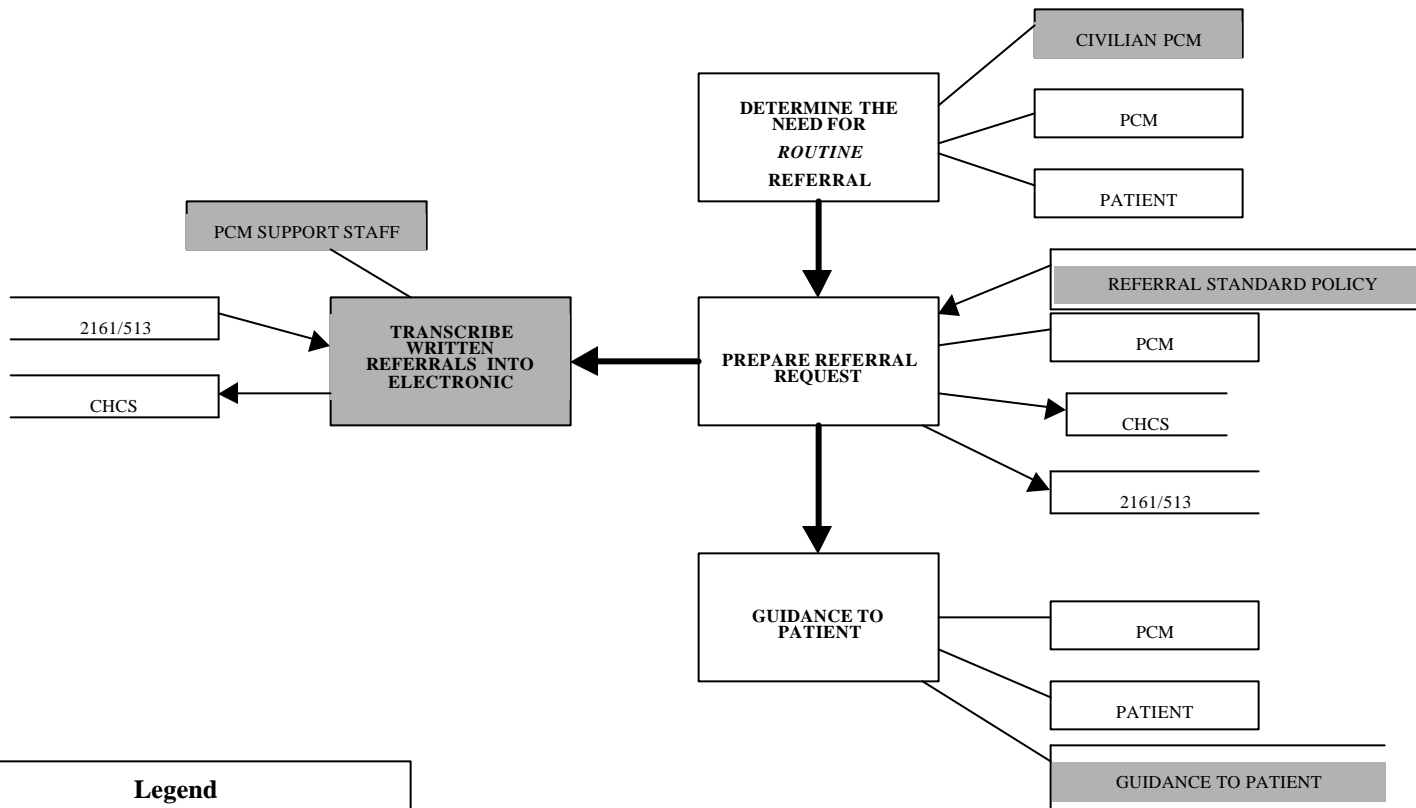 CIVILIAN PCM
DETERMINE THE
NEED FOR
ROUTINE
REFERRAL
PCM
PATIENT
PCM SUPPORT STAFF
REFERRAL STANDARD POLICY
2161/513
TRANSCRIBE
WRITTEN
REFERRALS INTO
ELECTRONIC
PREPARE REFERRAL
REQUEST
PCM
CHCS
CHCS
2161/513
GUIDANCE TO
PATIENT
PCM
PATIENT
Legend
GUIDANCE TO PATIENT